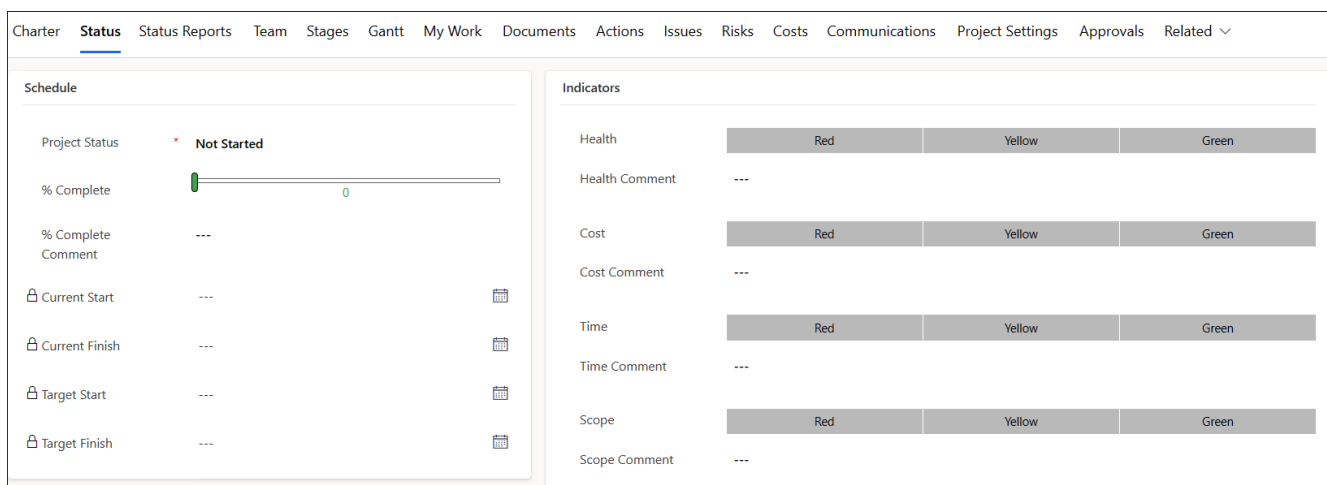 Charter Status Status Reports Team Stages Gantt My Work Documents Actions Issues Risks Costs Communications Project Settings Approvals Related
Schedule
Project Status * Not Started
% Complete
0
% Complete
Comment
---
Current Start ---
Current Finish ---
Target Start ---
Target Finish ---
Indicators
Health Red Yellow Green
Health Comment ---
Cost Red Yellow Green
Cost Comment ---
Time Red Yellow Green
Time Comment ---
Scope Red Yellow Green
Scope Comment ---